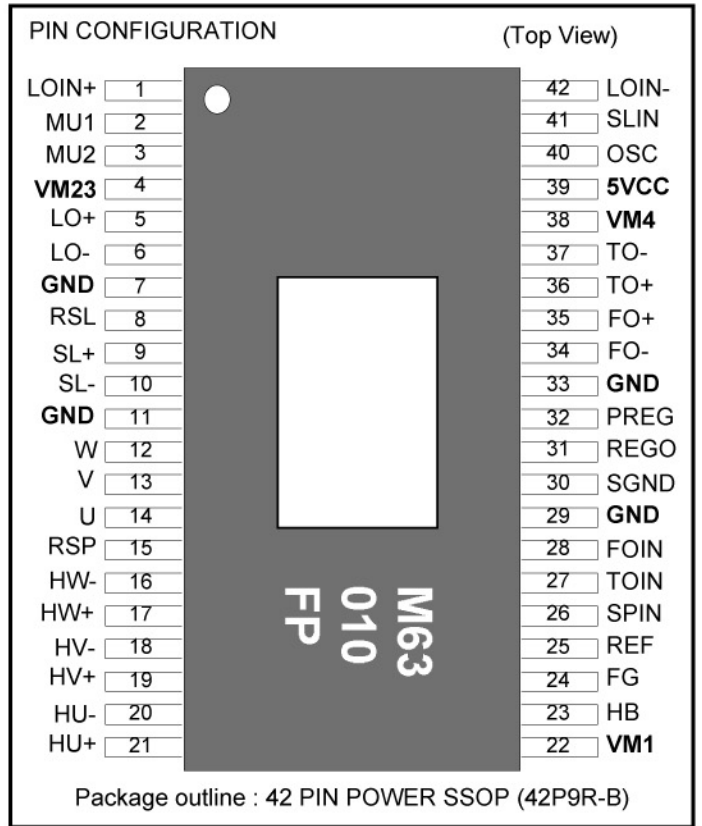 PIN CONFIGURATION (Top View)
LOIN+ 1 42 LOIN-
MU1 2 41 SLIN
MU2 3 40 OSC
VM23 4 39 5VCC
LO+ 5 38 VM4
LO- 6 37 TO-
GND 7 36 TO+
RSL 8 35 FO+
SL+ 9 34 FO-
SL- 10 33 GND
GND 11 32 PREG
W 12 31 REGO
V 13 30 SGND
U 14 29 GND
RSP 15 28 FOIN
HW- 16 27 TOIN
HW+ 17 26 SPIN
HV- 18 25 REF
HV+ 19 24 FG
HU- 20 23 HB
HU+ 21 22 VM1
M63
010
FP
Package outline : 42 PIN POWER SSOP (42P9R-B)